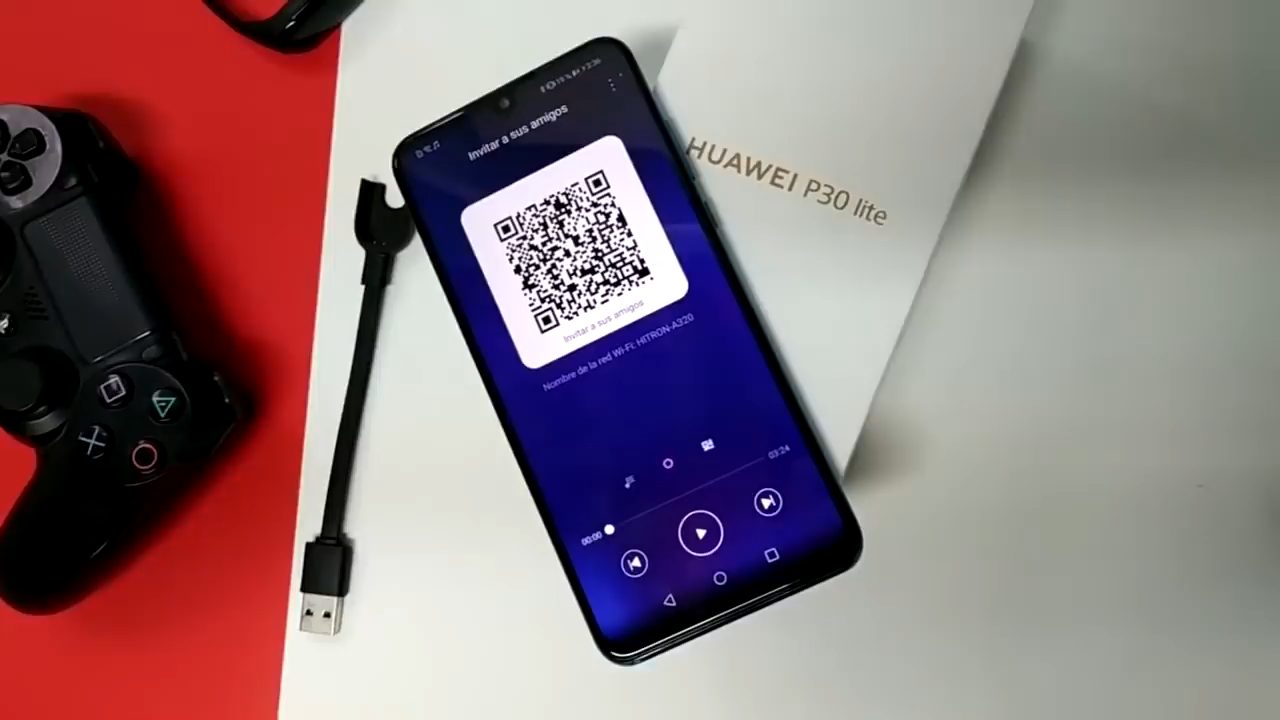 Invitar a sus amigos
Invitar a sus amigos
Nombre de la red Wi-Fi: HITRON-A320
03:24
00:00
HUAWEI P30 lite